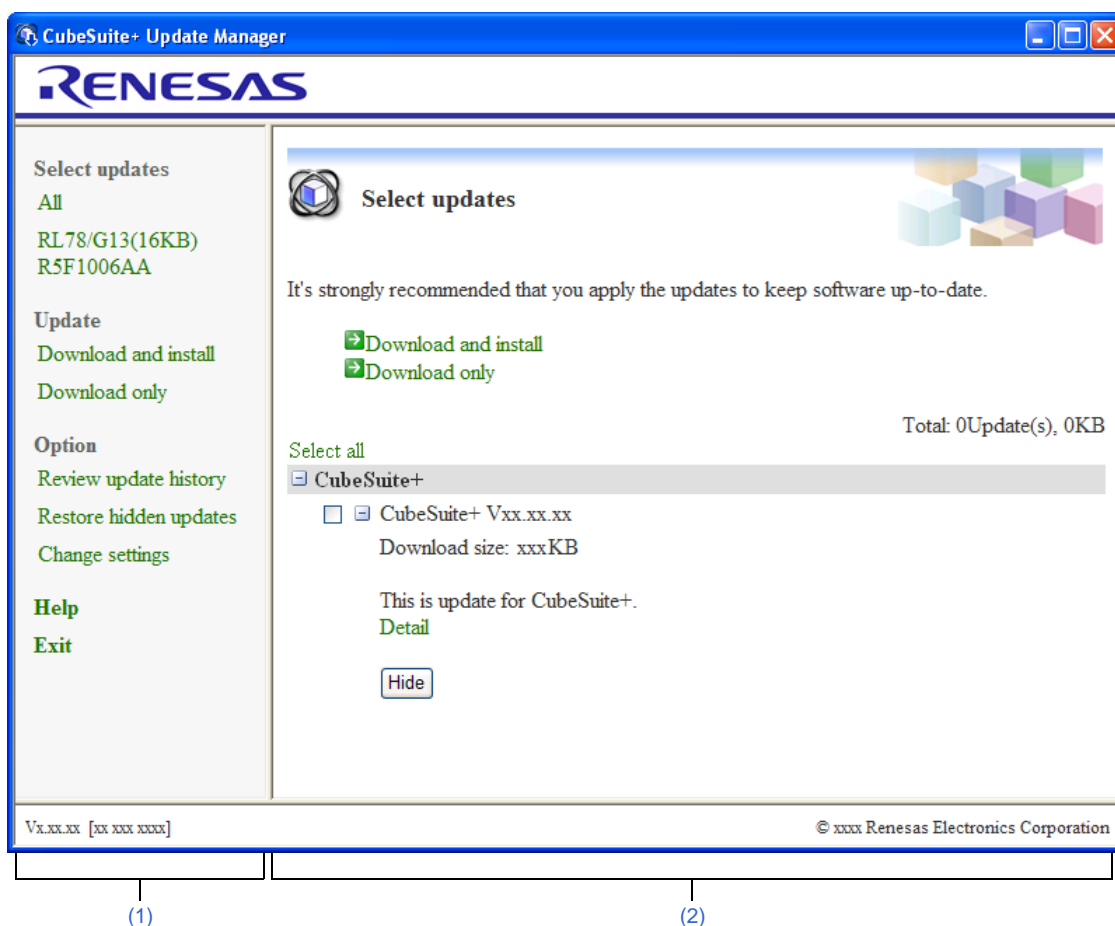 CubeSuite+ Update Manager
RENESAS
Select updates
All
RL78/G13(16KB)
R5F1006AA
Update
Download and install
Download only
Option
Review update history
Restore hidden updates
Change settings
Help
Exit
Select updates
It's strongly recommended that you apply the updates to keep software up-to-date.
Download and install
Download only
Total: 0Update(s), 0KB
Select all
CubeSuite+
CubeSuite+ Vxx.xx.xx
Download size: xxxKB
This is update for CubeSuite+.
Detail
Hide
Vx.xx.xx [xx xxx xxxx]
© xxxx Renesas Electronics Corporation
(1)
(2)